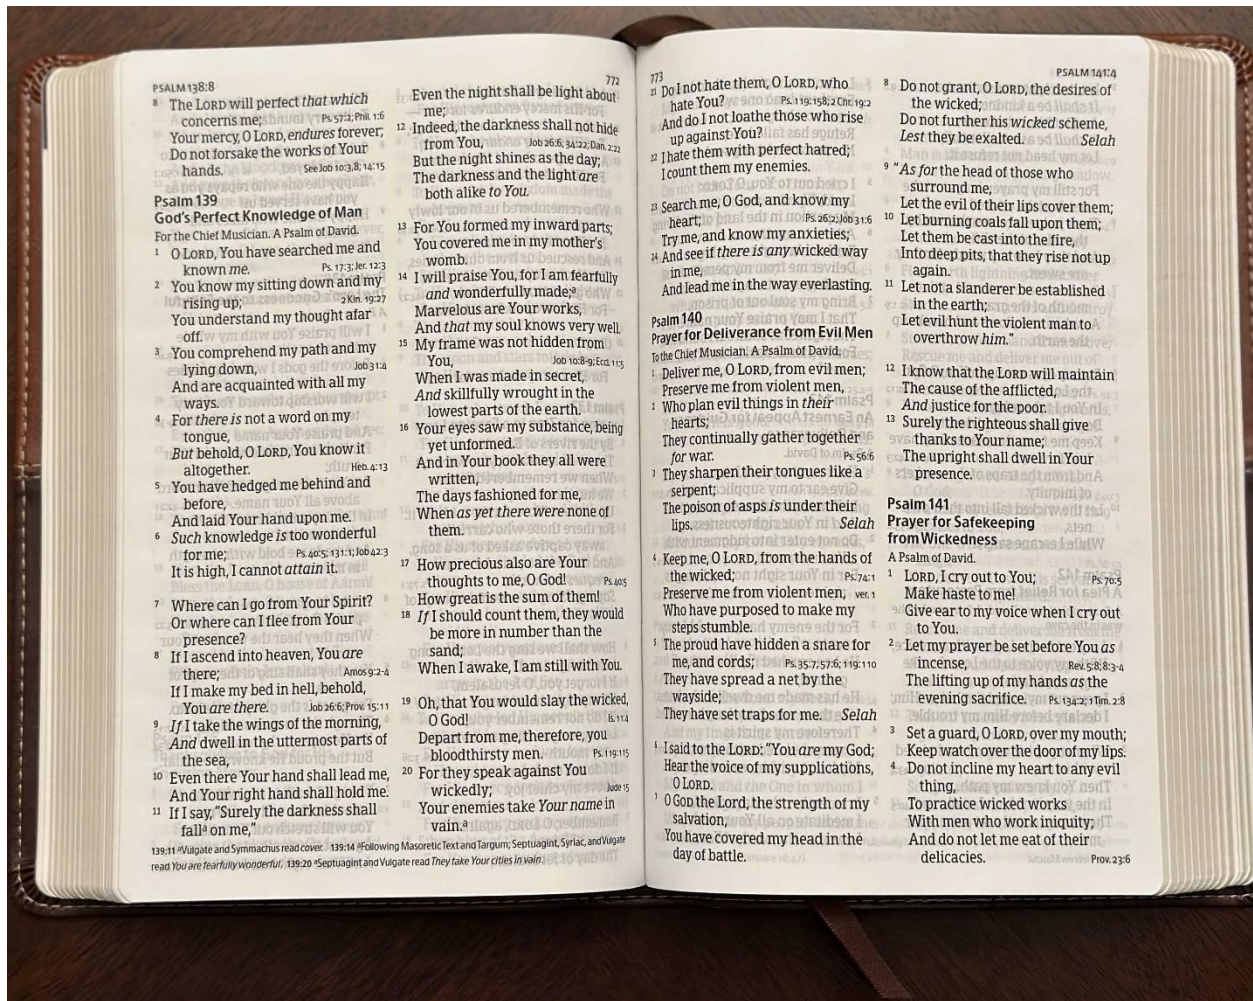 PSALM 138:8
772
8 The LORD will perfect that which
concerns me; Ps. 57:2; Phil. 1:6
Your mercy, O LORD, endures forever;
Do not forsake the works of Your
hands. See Job 10:3,8; 14:15
Psalm 139
God's Perfect Knowledge of Man
For the Chief Musician. A Psalm of David.
1 O LORD, You have searched me and
known me. Ps. 17:3; Jer. 12:3
2 You know my sitting down and my
rising up; 2 Kin. 19:27
You understand my thought afar
off.
3 You comprehend my path and my
lying down, Job 31:4
And are acquainted with all my
ways.
4 For there is not a word on my
tongue,
But behold, O LORD, You know it
altogether. Heb. 4:13
5 You have hedged me behind and
before,
And laid Your hand upon me.
6 Such knowledge is too wonderful
for me; Ps. 40:5; 131:1; Job 42:3
It is high, I cannot attain it.
7 Where can I go from Your Spirit?
Or where can I flee from Your
presence?
8 If I ascend into heaven, You are
there; Amos 9:2-4
If I make my bed in hell, behold,
You are there. Job 26:6; Prov. 15:11
9 If I take the wings of the morning,
And dwell in the uttermost parts of
the sea,
10 Even there Your hand shall lead me,
And Your right hand shall hold me.
11 If I say, "Surely the darkness shall
fallᵃ on me,"
Even the night shall be light about
me;
12 Indeed, the darkness shall not hide
from You, Job 26:6; 34:22; Dan. 2:22
But the night shines as the day;
The darkness and the light are
both alike to You.
13 For You formed my inward parts;
You covered me in my mother's
womb.
14 I will praise You, for I am fearfully
and wonderfully made;ᵃ
Marvelous are Your works,
And that my soul knows very well.
15 My frame was not hidden from
You, Job 10:8-9; Eccl. 11:5
When I was made in secret,
And skillfully wrought in the
lowest parts of the earth.
16 Your eyes saw my substance, being
yet unformed.
And in Your book they all were
written,
The days fashioned for me,
When as yet there were none of
them.
17 How precious also are Your
thoughts to me, O God! Ps. 40:5
How great is the sum of them!
18 If I should count them, they would
be more in number than the
sand;
When I awake, I am still with You.
19 Oh, that You would slay the wicked,
O God! Is. 11:4
Depart from me, therefore, you
bloodthirsty men. Ps. 119:115
20 For they speak against You
wickedly; Jude 15
Your enemies take Your name in
vain.ᵃ
139:11 ᵃVulgate and Symmachus read cover. 139:14 ᵃFollowing Masoretic Text and Targum; Septuagint, Syriac, and Vulgate
read You are fearfully wonderful. 139:20 ᵃSeptuagint and Vulgate read They take Your cities in vain.
773
PSALM 141:4
21 Do I not hate them, O LORD, who
hate You? Ps. 119:158; 2 Chr. 19:2
And do I not loathe those who rise
up against You?
22 I hate them with perfect hatred;
I count them my enemies.
23 Search me, O God, and know my
heart; Ps. 26:2; Job 31:6
Try me, and know my anxieties;
24 And see if there is any wicked way
in me,
And lead me in the way everlasting.
Psalm 140
Prayer for Deliverance from Evil Men
To the Chief Musician. A Psalm of David.
1 Deliver me, O LORD, from evil men;
Preserve me from violent men,
2 Who plan evil things in their
hearts;
They continually gather together
for war. Ps. 56:6
3 They sharpen their tongues like a
serpent;
The poison of asps is under their
lips. Selah
4 Keep me, O LORD, from the hands of
the wicked; Ps. 74:1
Preserve me from violent men, ver. 1
Who have purposed to make my
steps stumble.
5 The proud have hidden a snare for
me, and cords; Ps. 35:7; 57:6; 119:110
They have spread a net by the
wayside;
They have set traps for me. Selah
6 I said to the LORD: "You are my God;
Hear the voice of my supplications,
O LORD.
7 O GOD the Lord, the strength of my
salvation,
You have covered my head in the
day of battle.
8 Do not grant, O LORD, the desires of
the wicked;
Do not further his wicked scheme,
Lest they be exalted. Selah
9 "As for the head of those who
surround me,
Let the evil of their lips cover them;
10 Let burning coals fall upon them;
Let them be cast into the fire,
Into deep pits, that they rise not up
again.
11 Let not a slanderer be established
in the earth;
Let evil hunt the violent man to
overthrow him."
12 I know that the LORD will maintain
The cause of the afflicted,
And justice for the poor.
13 Surely the righteous shall give
thanks to Your name;
The upright shall dwell in Your
presence.
Psalm 141
Prayer for Safekeeping
from Wickedness
A Psalm of David.
1 LORD, I cry out to You; Ps. 70:5
Make haste to me!
Give ear to my voice when I cry out
to You.
2 Let my prayer be set before You as
incense, Rev. 5:8; 8:3-4
The lifting up of my hands as the
evening sacrifice. Ps. 134:2; 1 Tim. 2:8
3 Set a guard, O LORD, over my mouth;
Keep watch over the door of my lips.
4 Do not incline my heart to any evil
thing,
To practice wicked works
With men who work iniquity;
And do not let me eat of their
delicacies. Prov. 23:6